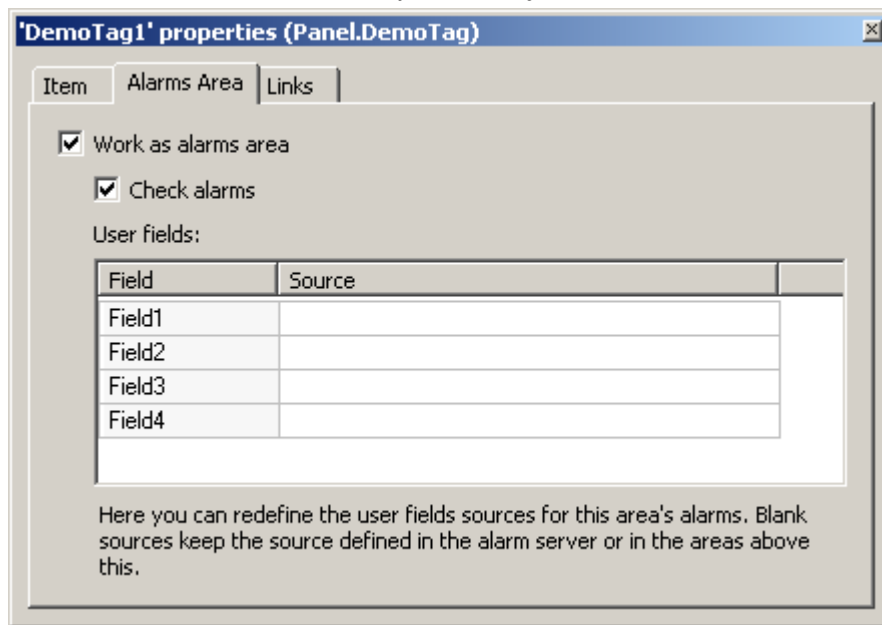 'DemoTag1' properties (Panel.DemoTag)
Item Alarms Area Links
Work as alarms area
Check alarms
User fields:
Field Source
Field1
Field2
Field3
Field4
Here you can redefine the user fields sources for this area's alarms. Blank
sources keep the source defined in the alarm server or in the areas above
this.